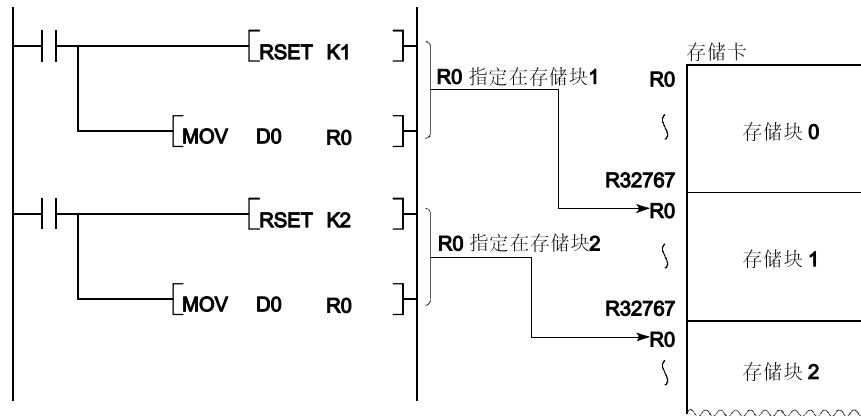 RSET K1
MOV D0 R0
R0 指定在存储块1
RSET K2
MOV D0 R0
R0 指定在存储块2
存储卡
R0
存储块 0
R32767
R0
存储块 1
R32767
R0
存储块 2